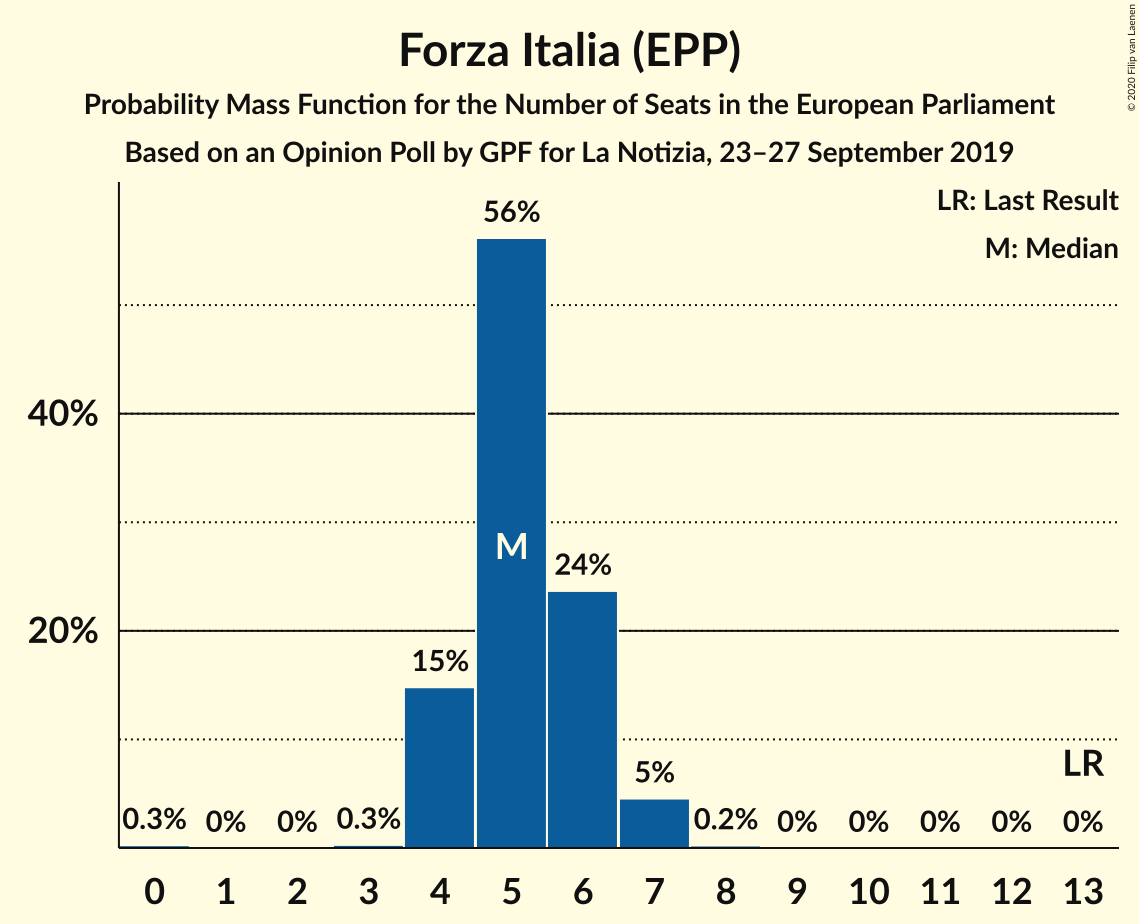 Forza Italia (EPP)
Probability Mass Function for the Number of Seats in the European Parliament
Based on an Opinion Poll by GPF for La Notizia, 23–27 September 2019
© 2020 Filip van Laenen
LR: Last Result
M: Median
56%
40%
M
24%
20%
15%
LR
5%
0.3% 0% 0% 0.3% 0.2% 0% 0% 0% 0% 0%
0 1 2 3 4 5 6 7 8 9 10 11 12 13